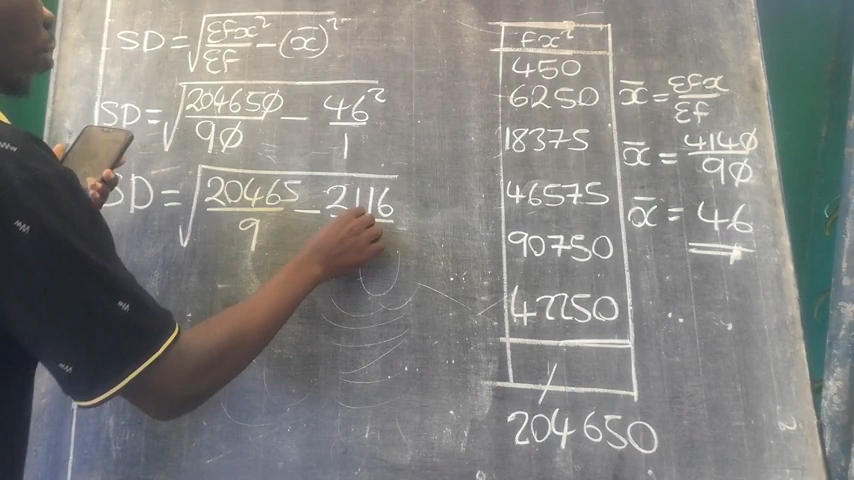 SD = √Σfx²/Σf − (x̄)²
SD = √204650/90 − 46²/1
SD = √20465/9 − 2116
fx²
450
6250
18375
46575
90750
42250
204650
x̄ = Σfx/Σf
x̄ = 4140/90
x̄ = 46